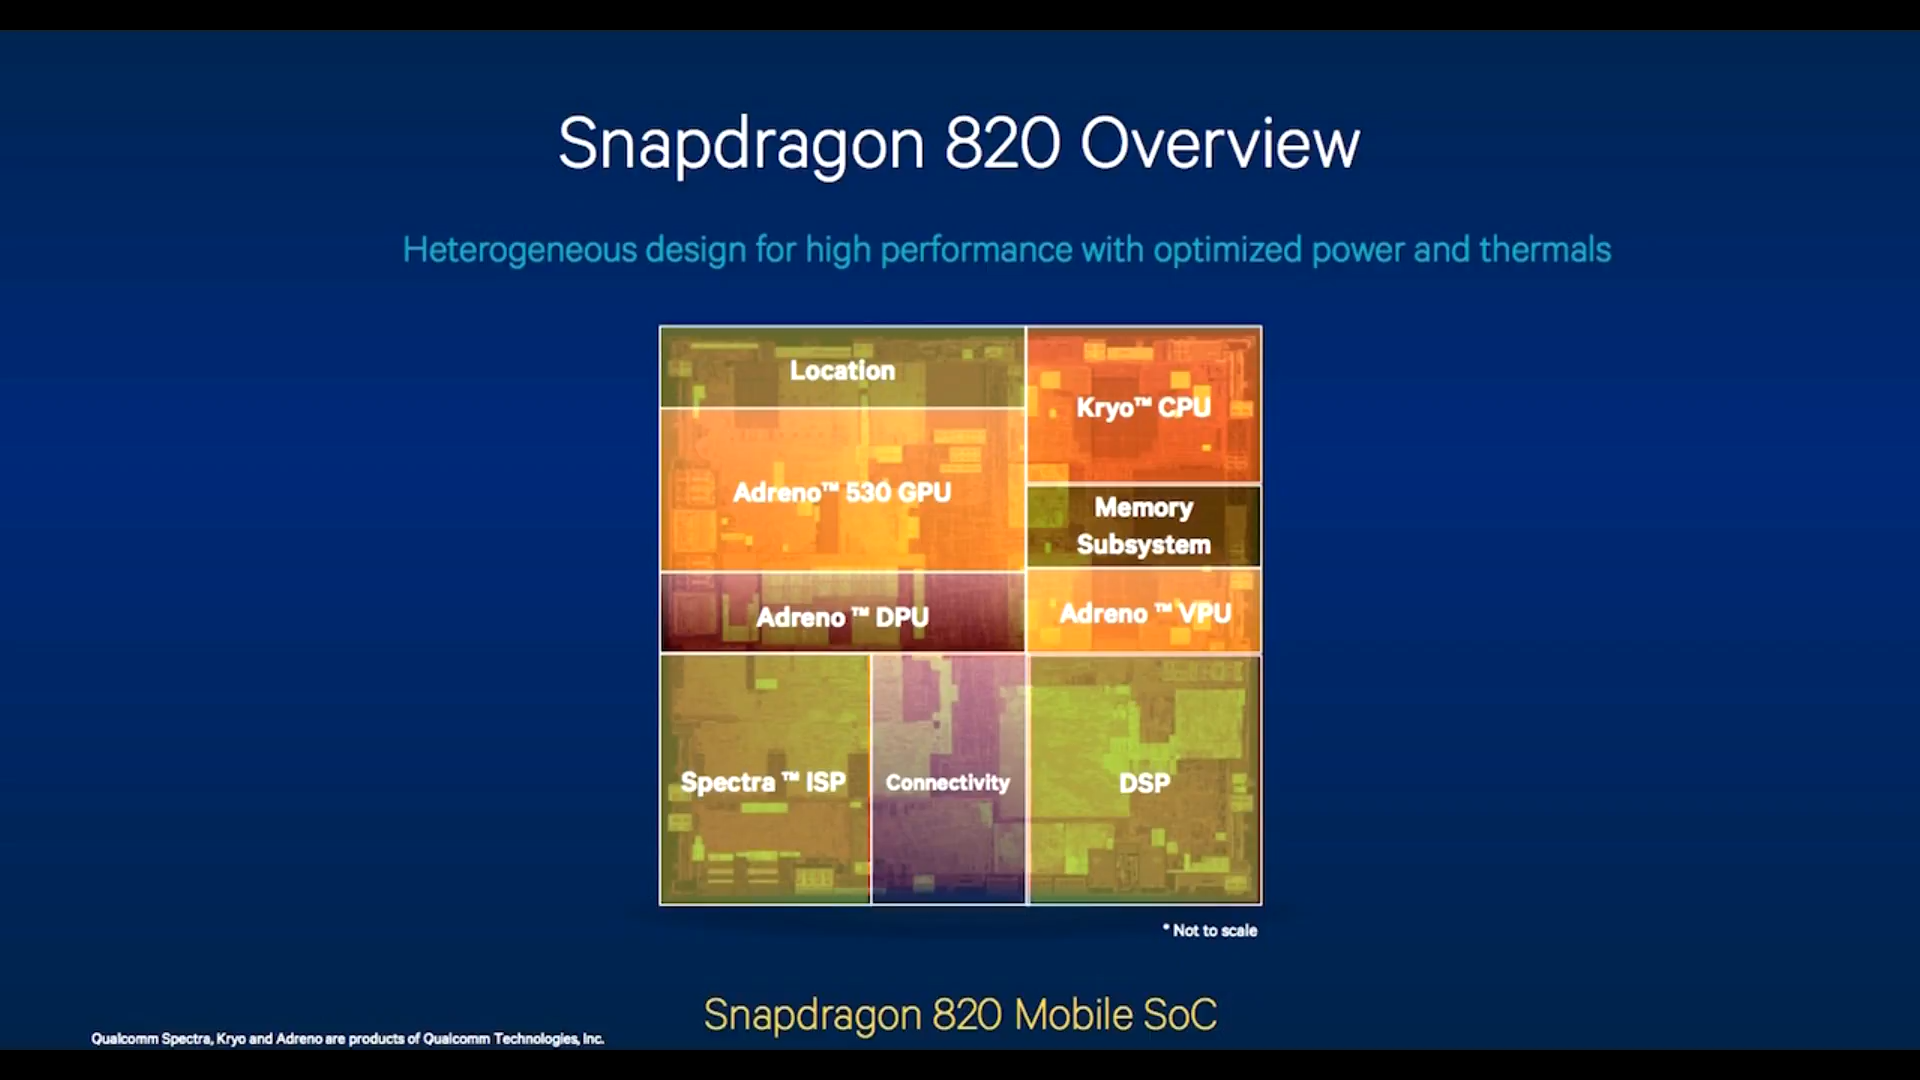 Snapdragon 820 Overview
Heterogeneous design for high performance with optimized power and thermals
Location
Kryo™ CPU
Adreno™ 530 GPU
Memory
Subsystem
Adreno ™ DPU
Adreno ™ VPU
Spectra ™ ISP
Connectivity
DSP
* Not to scale
Snapdragon 820 Mobile SoC
Qualcomm Spectra, Kryo and Adreno are products of Qualcomm Technologies, Inc.